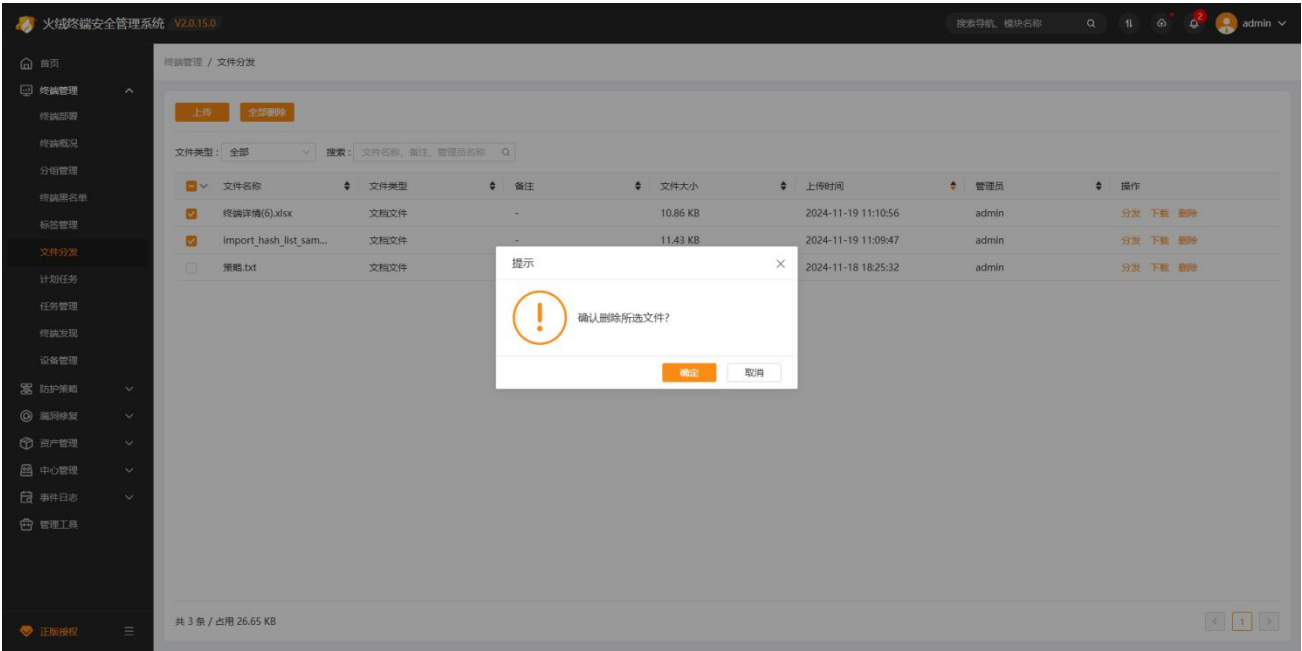 火绒终端安全管理系统 V2.0.15.0 搜索导航、模块名称 2 admin
首页
终端管理
终端部署
终端概况
分组管理
终端黑名单
标签管理
文件分发
计划任务
任务管理
终端发现
设备管理
防护策略
漏洞修复
资产管理
中心管理
事件日志
管理工具
正版授权
终端管理 / 文件分发
上传 全部删除
文件类型： 全部 搜索： 文件名称、备注、管理员名称
文件名称 文件类型 备注 文件大小 上传时间 管理员 操作
终端详情(6).xlsx 文档文件 - 10.86 KB 2024-11-19 11:10:56 admin 分发 下载 删除
import_hash_list_sam... 文档文件 - 11.43 KB 2024-11-19 11:09:47 admin 分发 下载 删除
策略.txt 文档文件 2024-11-18 18:25:32 admin 分发 下载 删除
提示
确认删除所选文件?
确定 取消
共 3 条 / 占用 26.65 KB
1